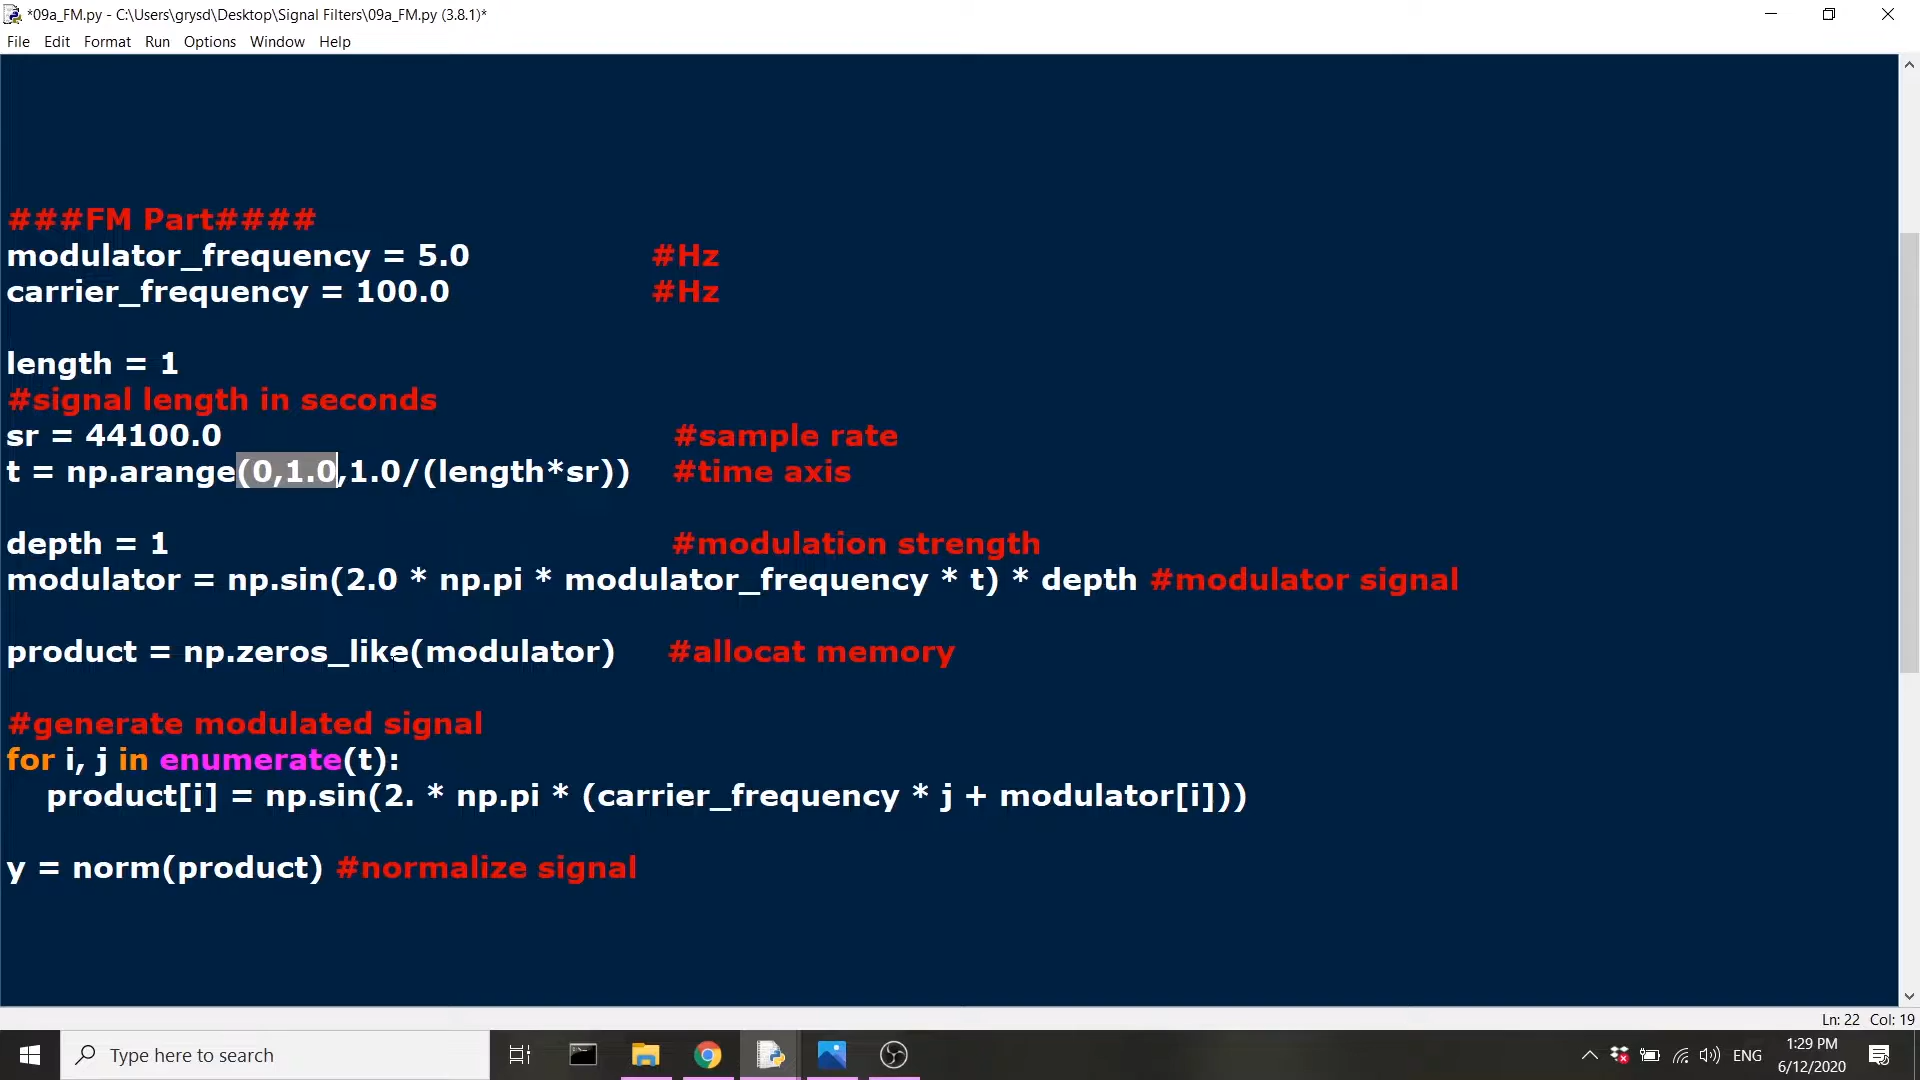 *09a_FM.py - C:\Users\grysd\Desktop\Signal Filters\09a_FM.py (3.8.1)*
File Edit Format Run Options Window Help
###FM Part####
modulator_frequency = 5.0 #Hz
carrier_frequency = 100.0 #Hz
length = 1
#signal length in seconds
sr = 44100.0 #sample rate
t = np.arange(0,1.0,1.0/(length*sr)) #time axis
depth = 1 #modulation strength
modulator = np.sin(2.0 * np.pi * modulator_frequency * t) * depth #modulator signal
product = np.zeros_like(modulator) #allocat memory
#generate modulated signal
for i, j in enumerate(t):
product[i] = np.sin(2. * np.pi * (carrier_frequency * j + modulator[i]))
y = norm(product) #normalize signal
Ln: 22 Col: 19
Type here to search
ENG
1:29 PM
6/12/2020